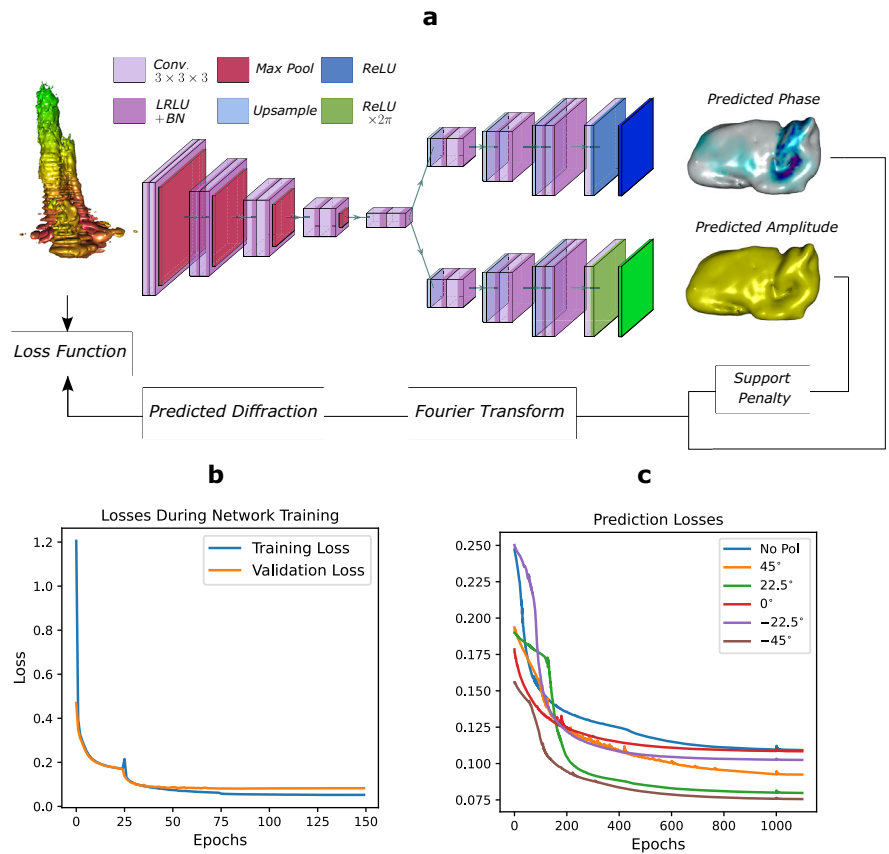 a
Conv.
3 × 3 × 3
Max Pool
ReLU
LRLU
+BN
Upsample
ReLU
×2π
Predicted Phase
Predicted Amplitude
Loss Function
Predicted Diffraction
Fourier Transform
Support
Penalty
b
Losses During Network Training
Training Loss
Validation Loss
1.2
1.0
0.8
0.6
0.4
0.2
0.0
Loss
0
25
50
75
100
125
150
Epochs
c
Prediction Losses
No Pol
45°
22.5°
0°
−22.5°
−45°
0.250
0.225
0.200
0.175
0.150
0.125
0.100
0.075
0
200
400
600
800
1000
Epochs